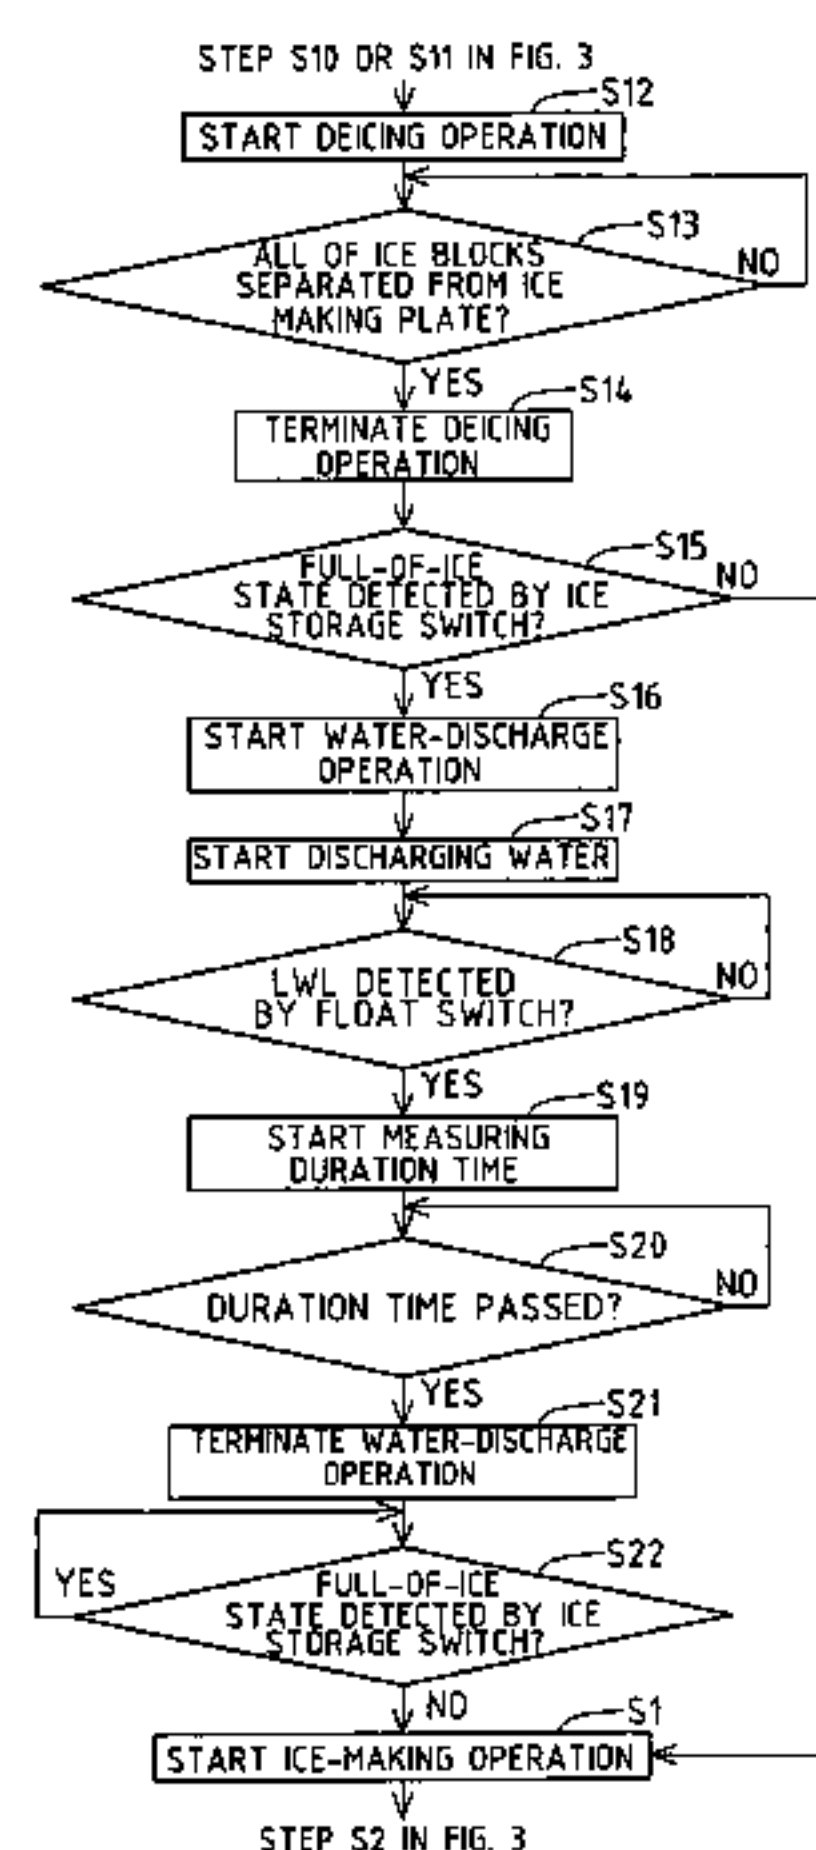 STEP S10 OR S11 IN FIG. 3
S12
START DEICING OPERATION
S13
ALL OF ICE BLOCKS
SEPARATED FROM ICE
MAKING PLATE?
NO
YES
S14
TERMINATE DEICING
OPERATION
S15
FULL-OF-ICE
STATE DETECTED BY ICE
STORAGE SWITCH?
NO
YES
S16
START WATER-DISCHARGE
OPERATION
S17
START DISCHARGING WATER
S18
LWL DETECTED
BY FLOAT SWITCH?
NO
YES
S19
START MEASURING
DURATION TIME
S20
DURATION TIME PASSED?
NO
YES
S21
TERMINATE WATER-DISCHARGE
OPERATION
S22
YES
FULL-OF-ICE
STATE DETECTED BY ICE
STORAGE SWITCH?
NO
S1
START ICE-MAKING OPERATION
STEP S2 IN FIG. 3